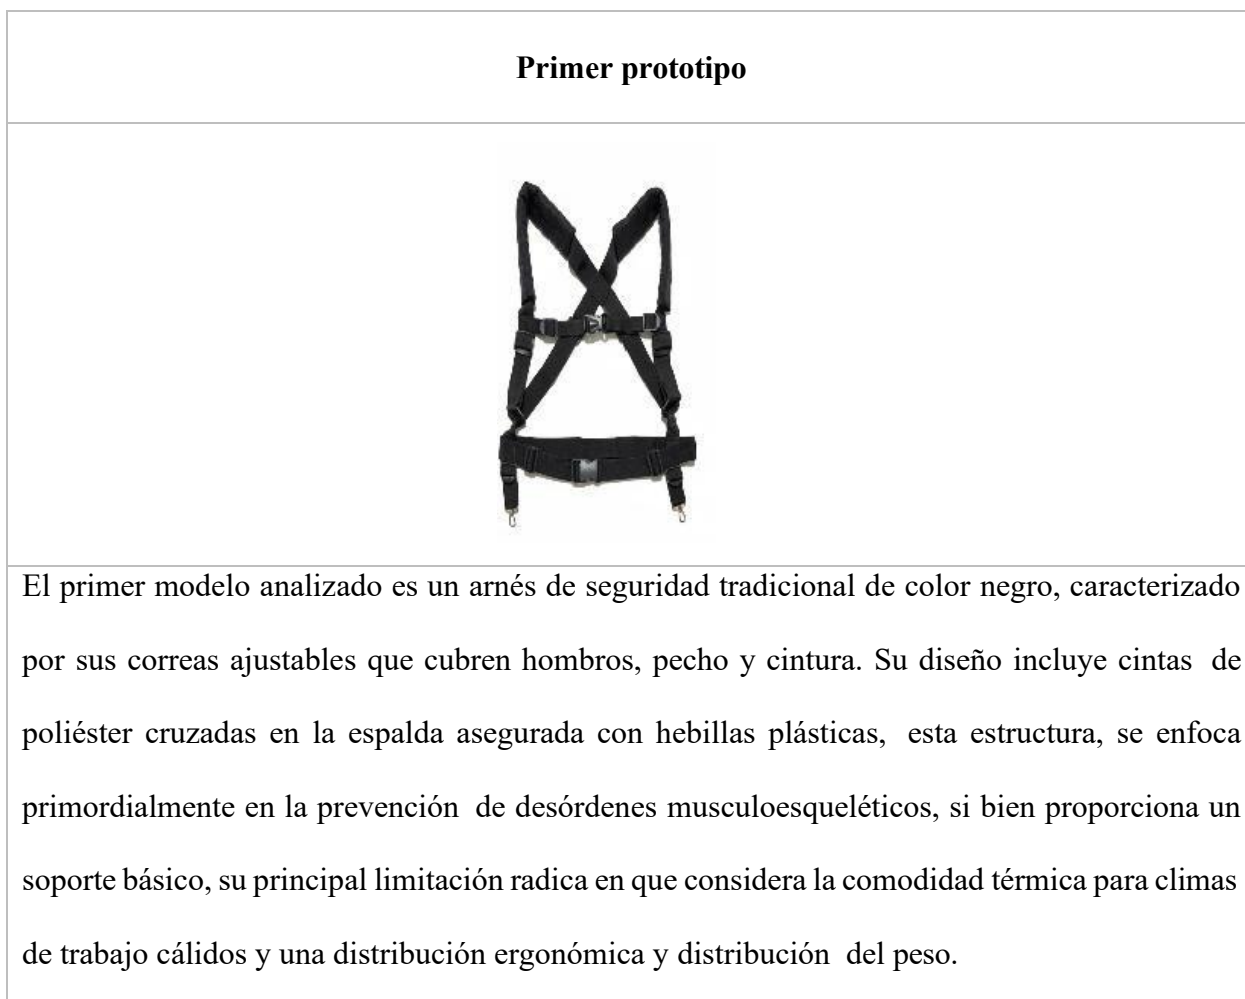 Primer prototipo
El primer modelo analizado es un arnés de seguridad tradicional de color negro, caracterizado
por sus correas ajustables que cubren hombros, pecho y cintura. Su diseño incluye cintas de
poliéster cruzadas en la espalda asegurada con hebillas plásticas, esta estructura, se enfoca
primordialmente en la prevención de desórdenes musculoesqueléticos, si bien proporciona un
soporte básico, su principal limitación radica en que considera la comodidad térmica para climas
de trabajo cálidos y una distribución ergonómica y distribución del peso.